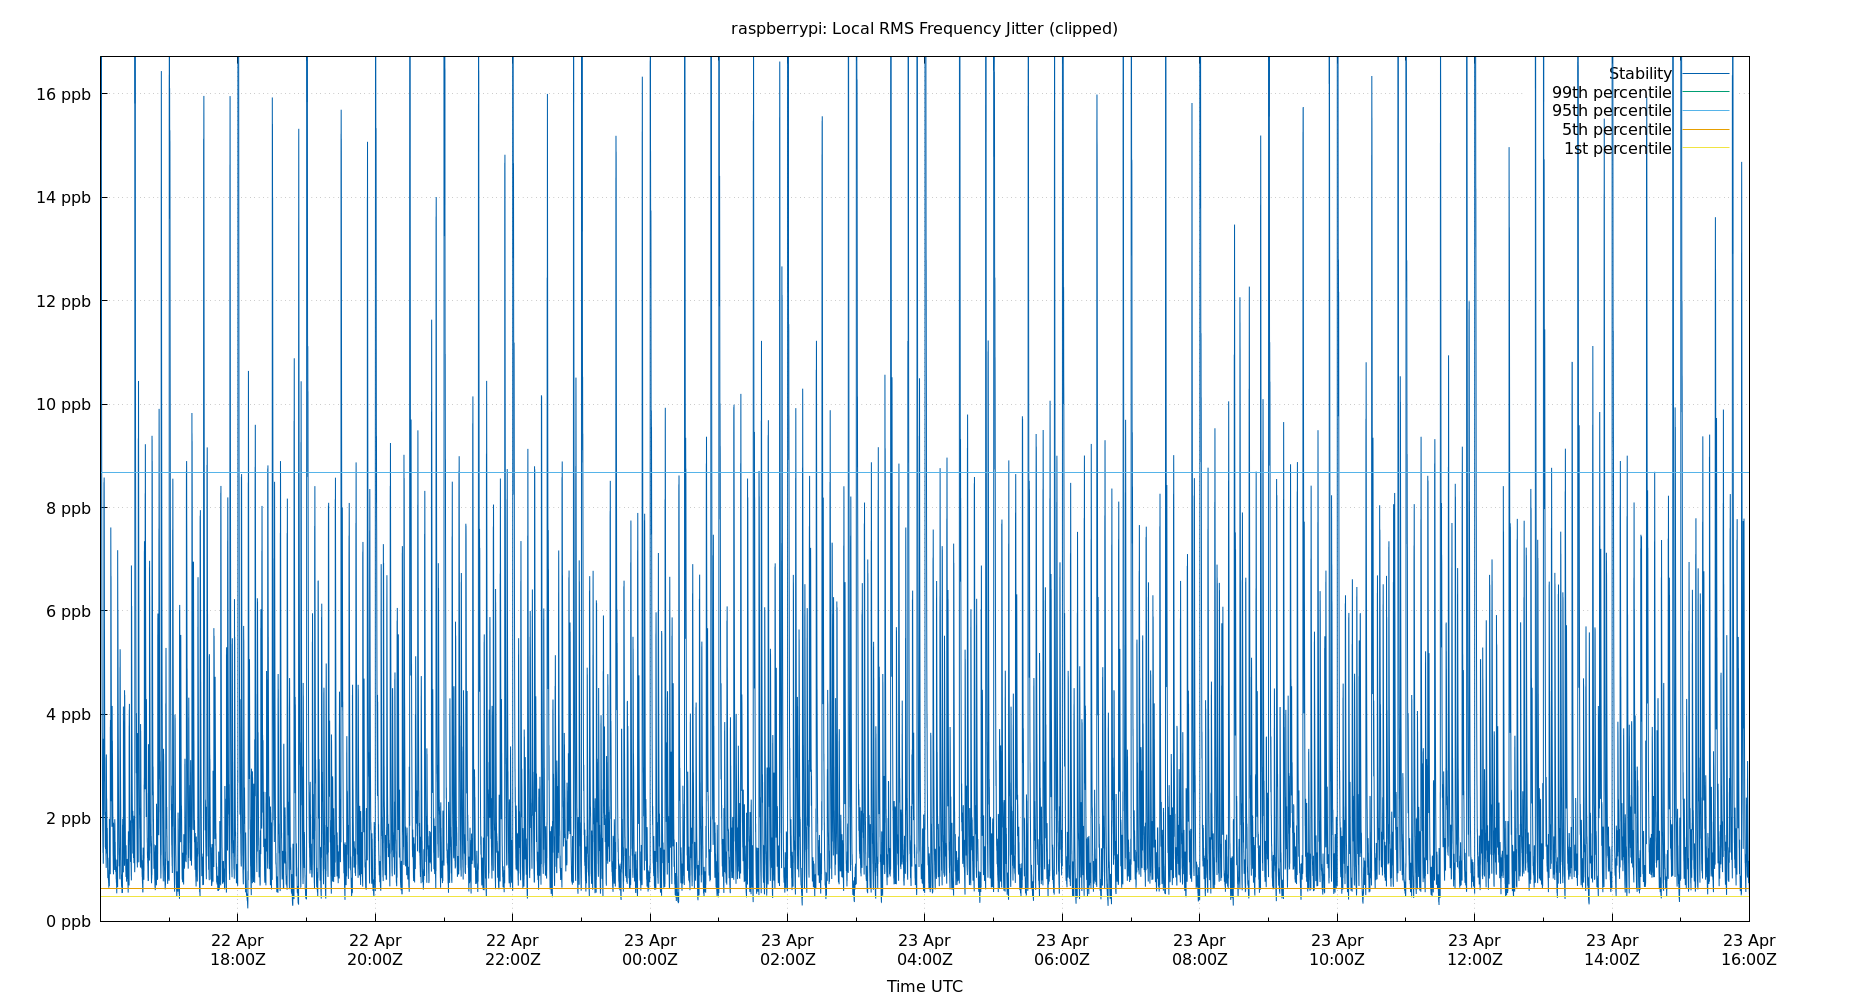 raspberrypi: Local RMS Frequency Jitter (clipped)
Stability
99th percentile
95th percentile
5th percentile
1st percentile
16 ppb
14 ppb
12 ppb
10 ppb
8 ppb
6 ppb
4 ppb
2 ppb
0 ppb
22 Apr 22 Apr 22 Apr 23 Apr 23 Apr 23 Apr 23 Apr 23 Apr 23 Apr 23 Apr 23 Apr 23 Apr
18:00Z 20:00Z 22:00Z 00:00Z 02:00Z 04:00Z 06:00Z 08:00Z 10:00Z 12:00Z 14:00Z 16:00Z
Time UTC